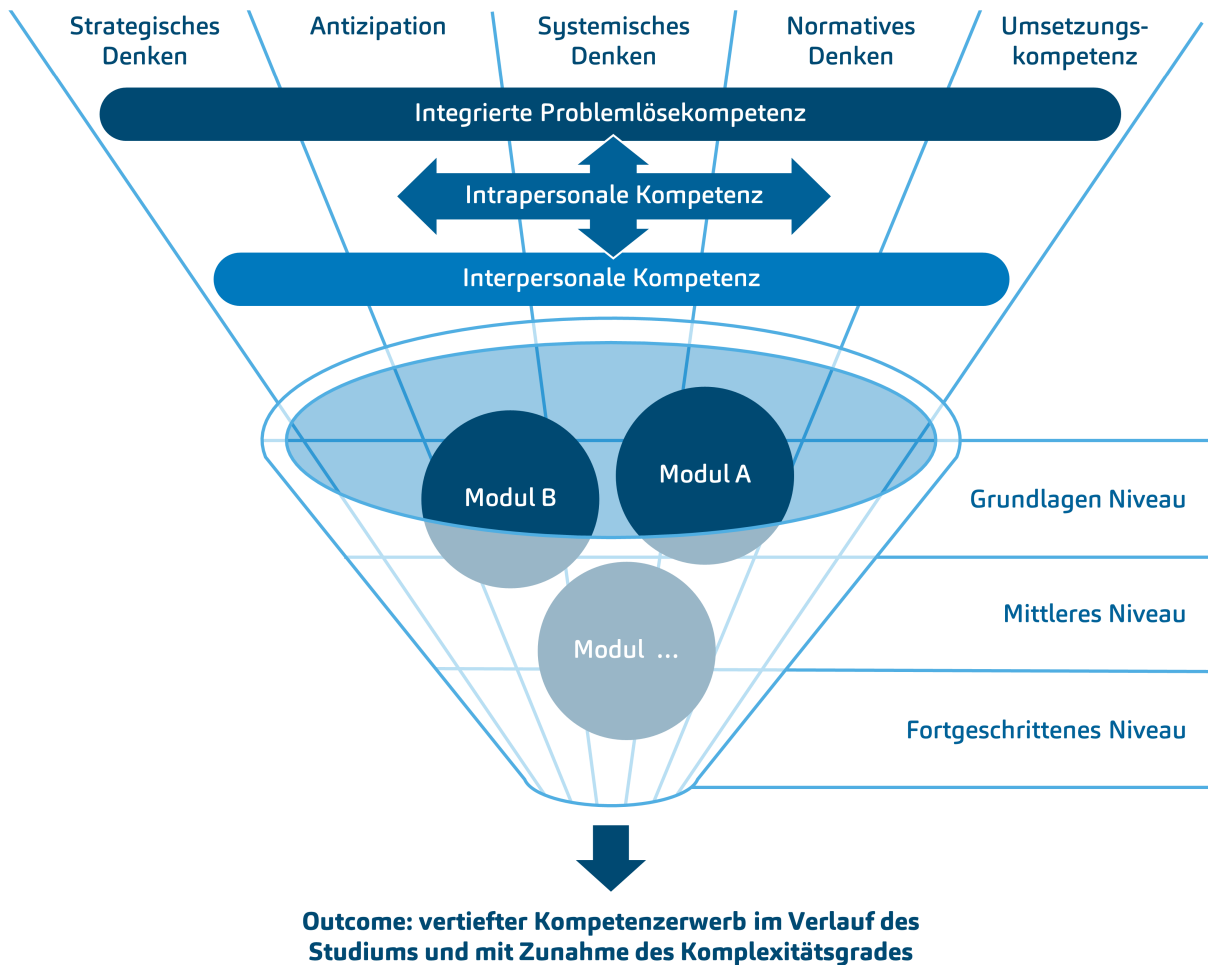 Strategisches
Denken
Antizipation
Systemisches
Denken
Normatives
Denken
Umsetzungs-
kompetenz
Integrierte Problemlösekompetenz
Intrapersonale Kompetenz
Interpersonale Kompetenz
Modul B
Modul A
Grundlagen Niveau
Mittleres Niveau
Modul ...
Fortgeschrittenes Niveau
Outcome: vertiefter Kompetenzerwerb im Verlauf des
Studiums und mit Zunahme des Komplexitätsgrades